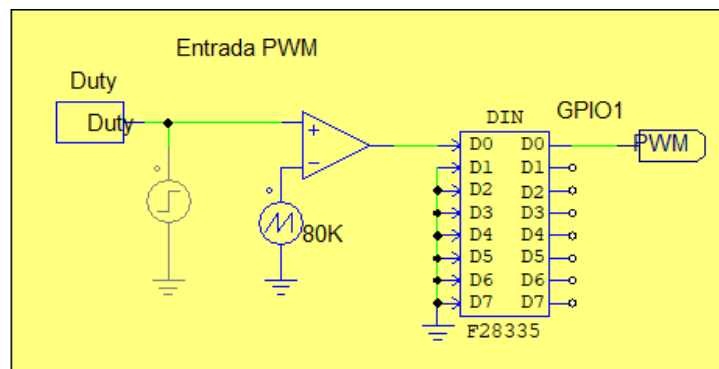 Entrada PWM
Duty
Duty
+
−
80K
DIN
GPIO1
D0 D0
D1 D1
D2 D2
D3 D3
D4 D4
D5 D5
D6 D6
D7 D7
F28335
PWM